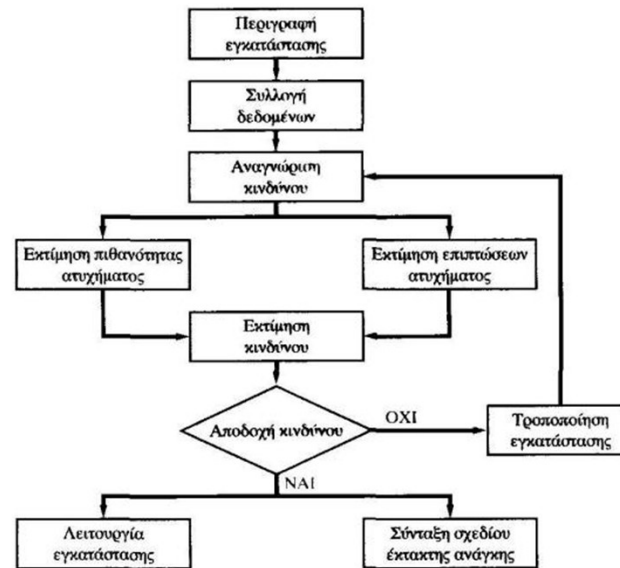 Περιγραφή
εγκατάστασης
Συλλογή
δεδομένων
Αναγνώριση
κινδύνου
Εκτίμηση πιθανότητας
ατυχήματος
Εκτίμηση επιπτώσεων
ατυχήματος
Εκτίμηση
κινδύνου
Αποδοχή κινδύνου
ΟΧΙ
Τροποποίηση
εγκατάστασης
ΝΑΙ
Λειτουργία
εγκατάστασης
Σύνταξη σχεδίου
έκτακτης ανάγκης